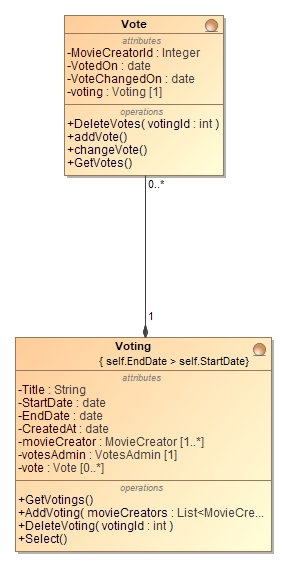 Vote
attributes
-MovieCreatorId : Integer
-VotedOn : date
-VoteChangedOn : date
-voting : Voting [1]
operations
+DeleteVotes( votingId : int )
+addVote()
+changeVote()
+GetVotes()
0..*
1
Voting
{ self.EndDate > self.StartDate}
attributes
-Title : String
-StartDate : date
-EndDate : date
-CreatedAt : date
-movieCreator : MovieCreator [1..*]
-votesAdmin : VotesAdmin [1]
-vote : Vote [0..*]
operations
+GetVotings()
+AddVoting( movieCreators : List<MovieCre...
+DeleteVoting( votingId : int )
+Select()